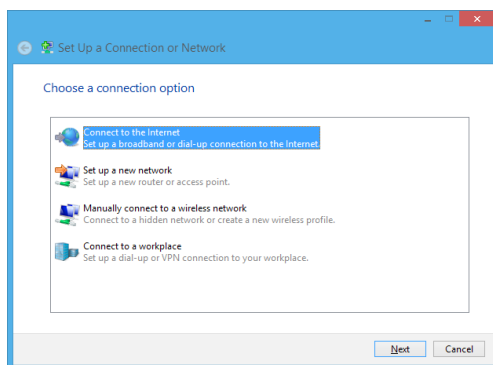 Set Up a Connection or Network
Choose a connection option
Connect to the Internet
Set up a broadband or dial-up connection to the Internet.
Set up a new network
Set up a new router or access point.
Manually connect to a wireless network
Connect to a hidden network or create a new wireless profile.
Connect to a workplace
Set up a dial-up or VPN connection to your workplace.
Next
Cancel